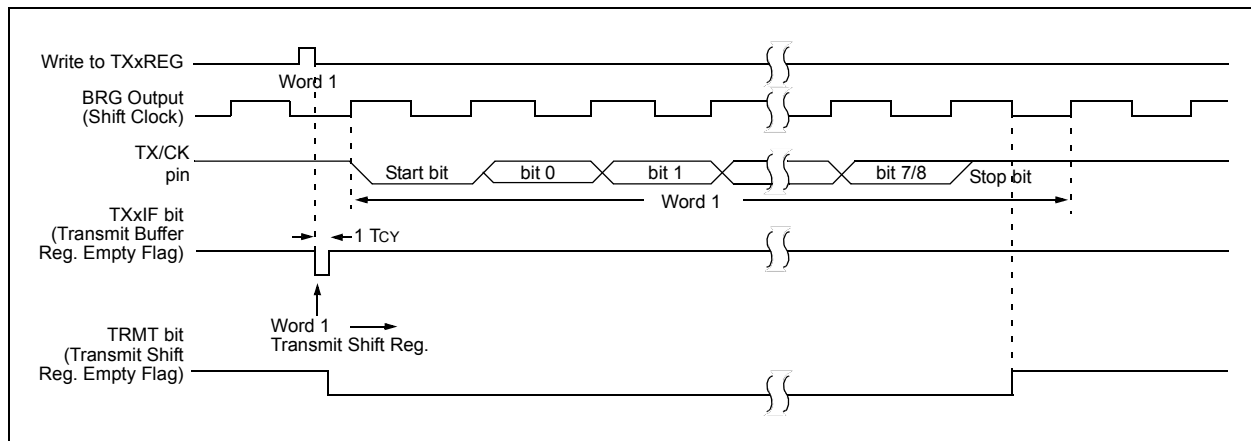 Write to TXxREG
Word 1
BRG Output
(Shift Clock)
TX/CK
pin
Start bit
bit 0
bit 1
bit 7/8
Stop bit
Word 1
TXxIF bit
(Transmit Buffer
Reg. Empty Flag)
1 TCY
Word 1
Transmit Shift Reg.
TRMT bit
(Transmit Shift
Reg. Empty Flag)